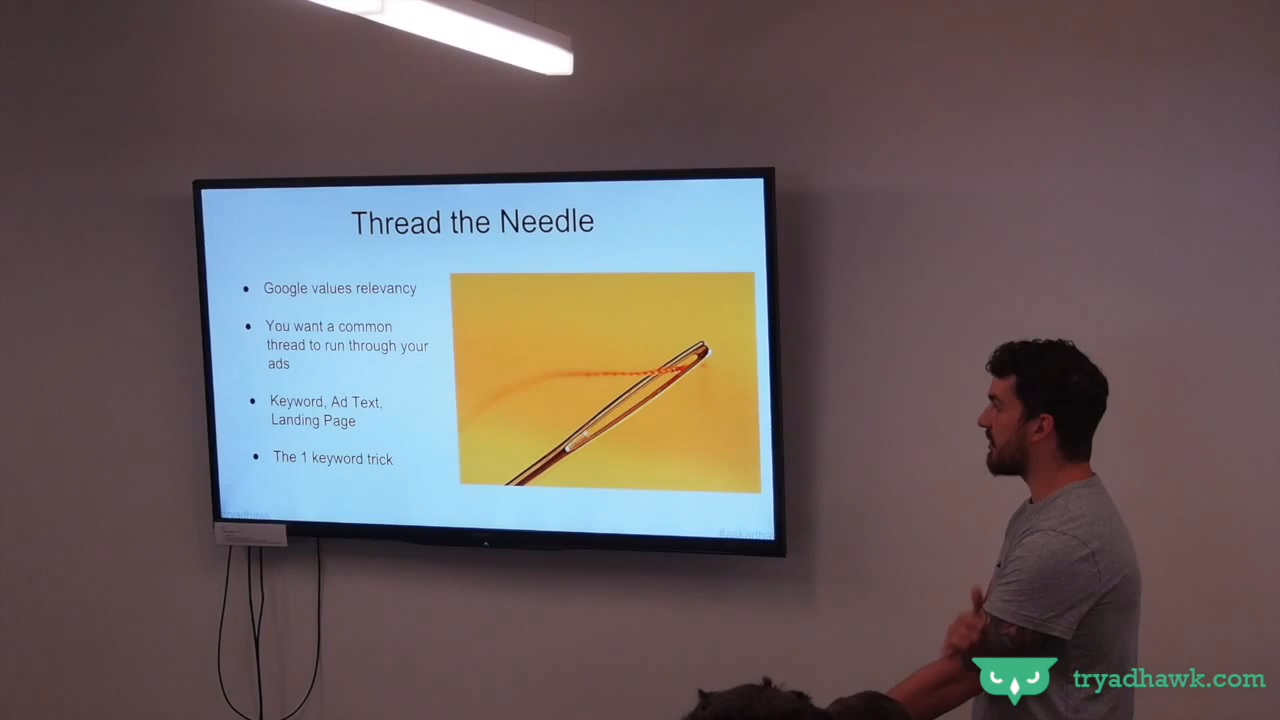 Thread the Needle
Google values relevancy
You want a common
thread to run through your
ads
Keyword, Ad Text,
Landing Page
The 1 keyword trick
tryadhawk.com